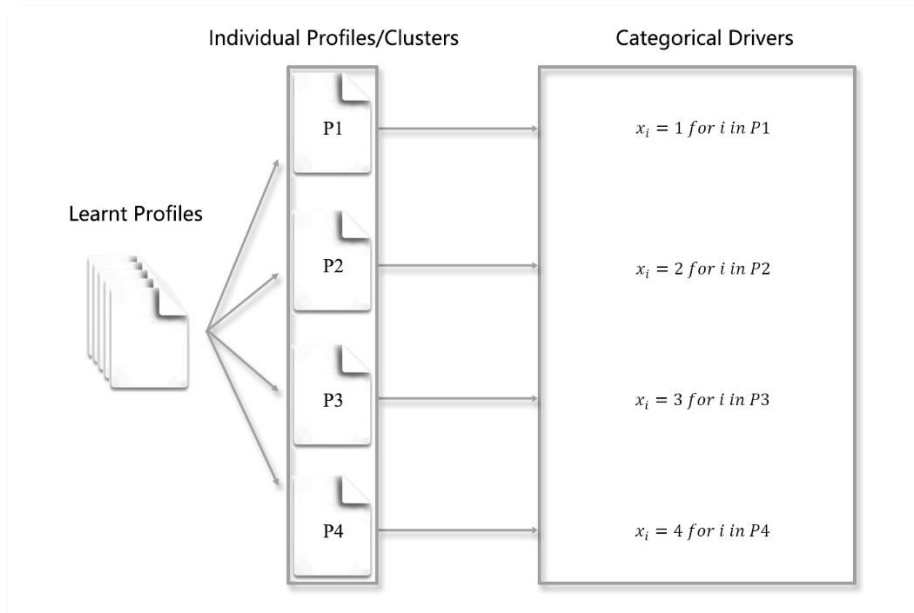 Individual Profiles/Clusters
Categorical Drivers
Learnt Profiles
P1
x_i = 1 for i in P1
P2
x_i = 2 for i in P2
P3
x_i = 3 for i in P3
P4
x_i = 4 for i in P4